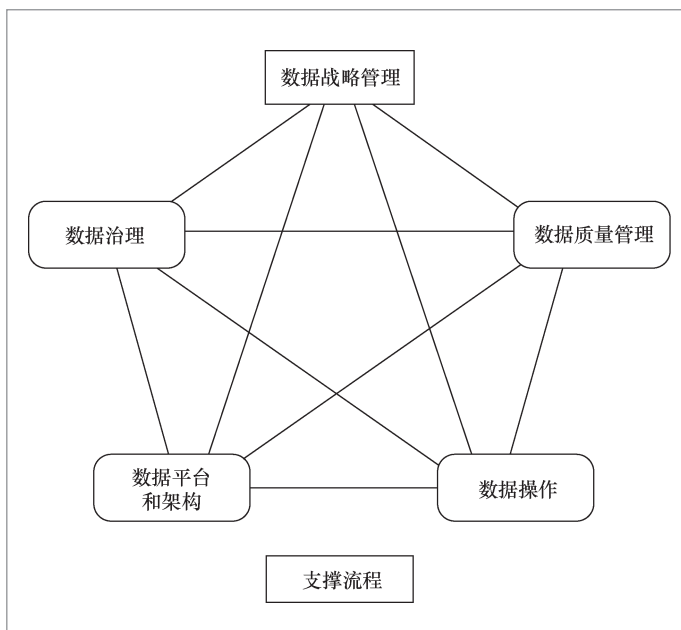 数据战略管理
数据治理
数据质量管理
数据平台
和架构
数据操作
支撑流程